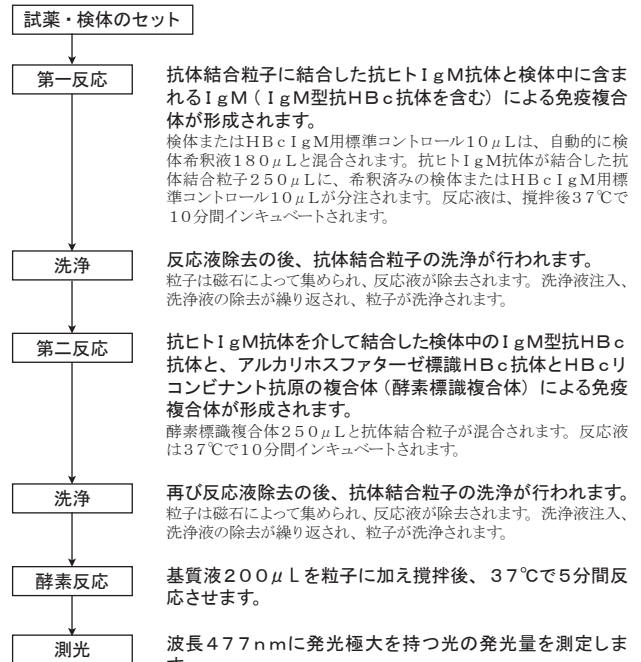 試薬・検体のセット
第一反応
抗体結合粒子に結合した抗ヒトIgM抗体と検体中に含ま
れるIgM(IgM型抗HBc抗体を含む)による免疫複合
体が形成されます。
検体またはHBcIgM用標準コントロール10μLは、自動的に検
体希釈液180μLと混合されます。抗ヒトIgM抗体が結合した抗
体結合粒子250μLに、希釈済みの検体またはHBcIgM用標
準コントロール10μLが分注されます。反応液は、撹拌後37℃で
10分間インキュベートされます。
洗浄
反応液除去の後、抗体結合粒子の洗浄が行われます。
粒子は磁石によって集められ、反応液が除去されます。洗浄液注入、
洗浄液の除去が繰り返され、粒子が洗浄されます。
第二反応
抗ヒトIgM抗体を介して結合した検体中のIgM型抗HBc
抗体と、アルカリホスファターゼ標識HBc抗体とHBcリ
コンビナント抗原の複合体(酵素標識複合体)による免疫
複合体が形成されます。
酵素標識複合体250μLと抗体結合粒子が混合されます。反応液
は37℃で10分間インキュベートされます。
洗浄
再び反応液除去の後、抗体結合粒子の洗浄が行われます。
粒子は磁石によって集められ、反応液が除去されます。洗浄液注入、
洗浄液の除去が繰り返され、粒子が洗浄されます。
酵素反応
基質液200μLを粒子に加え撹拌後、37℃で5分間反
応させます。
測光
波長477nmに発光極大を持つ光の発光量を測定しま
す。